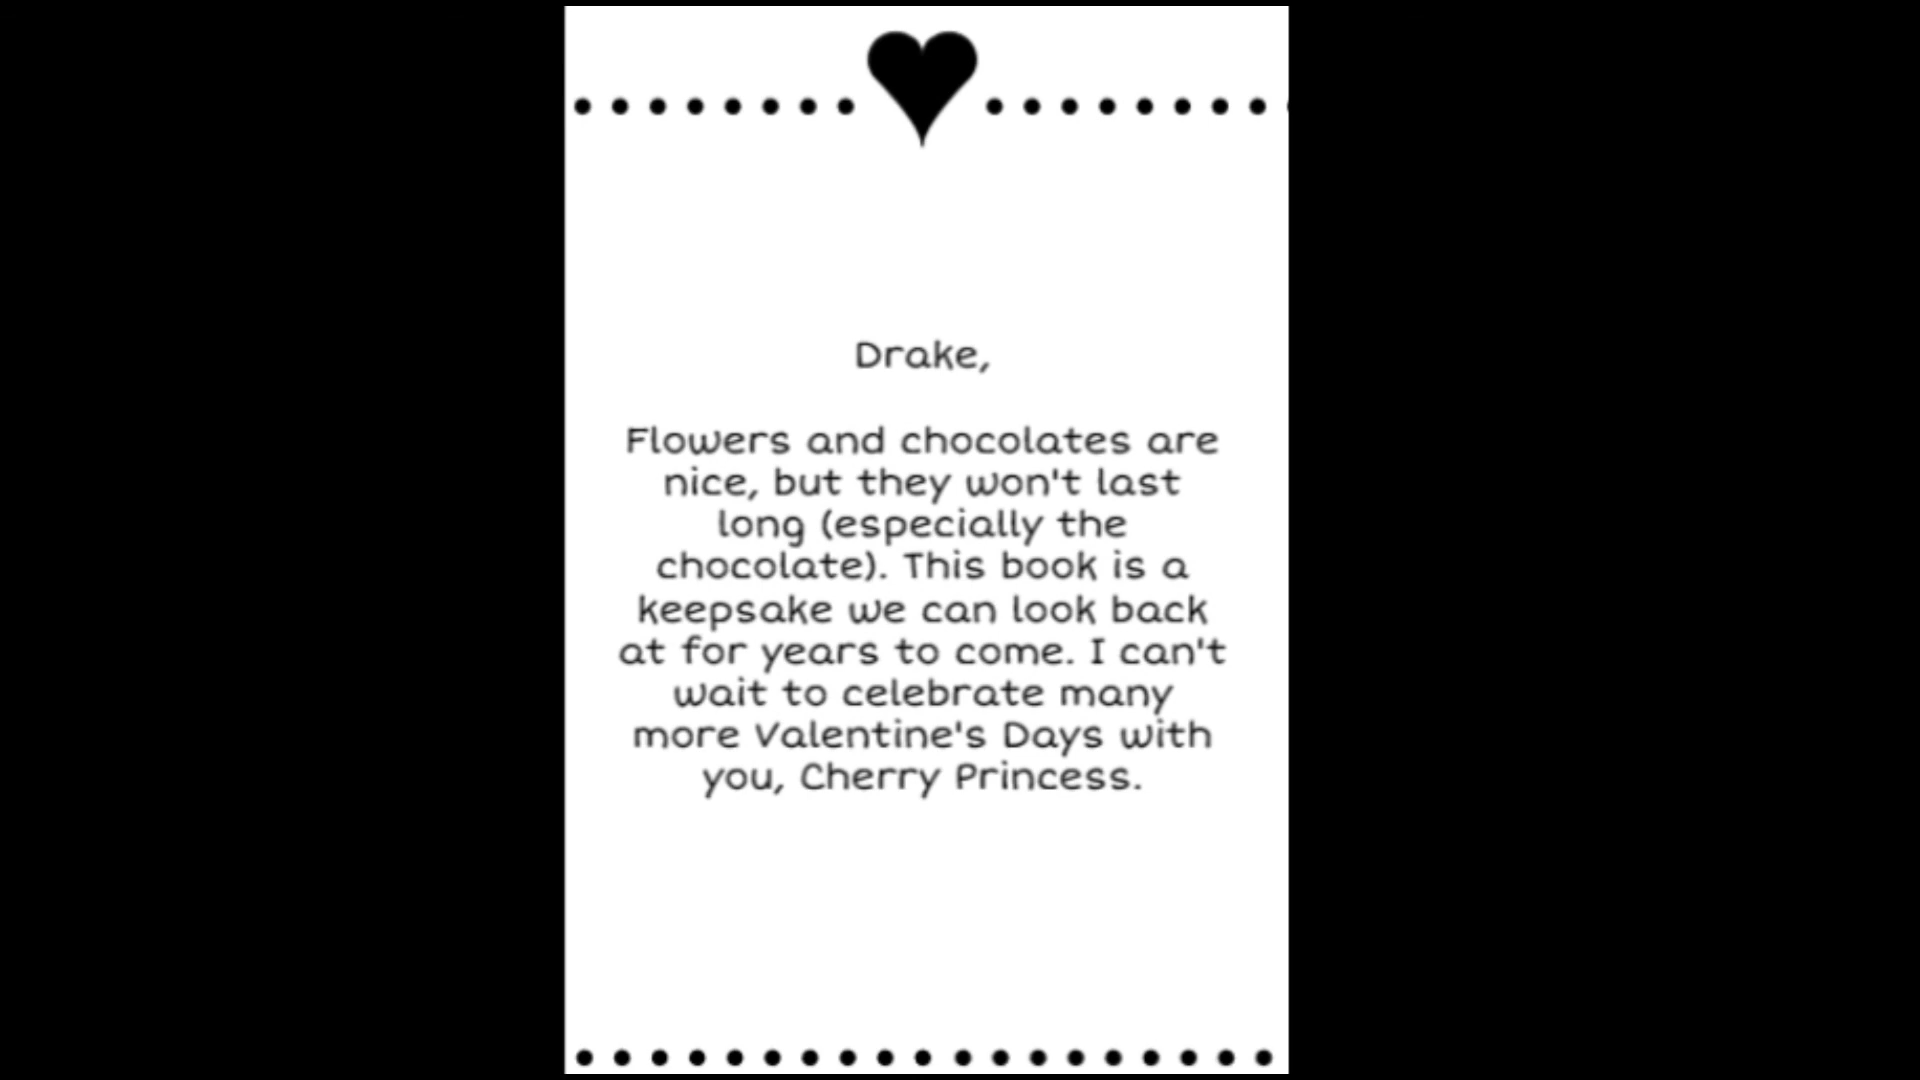 Drake,
Flowers and chocolates are
nice, but they won't last
long (especially the
chocolate). This book is a
keepsake we can look back
at for years to come. I can't
wait to celebrate many
more Valentine's Days with
you, Cherry Princess.